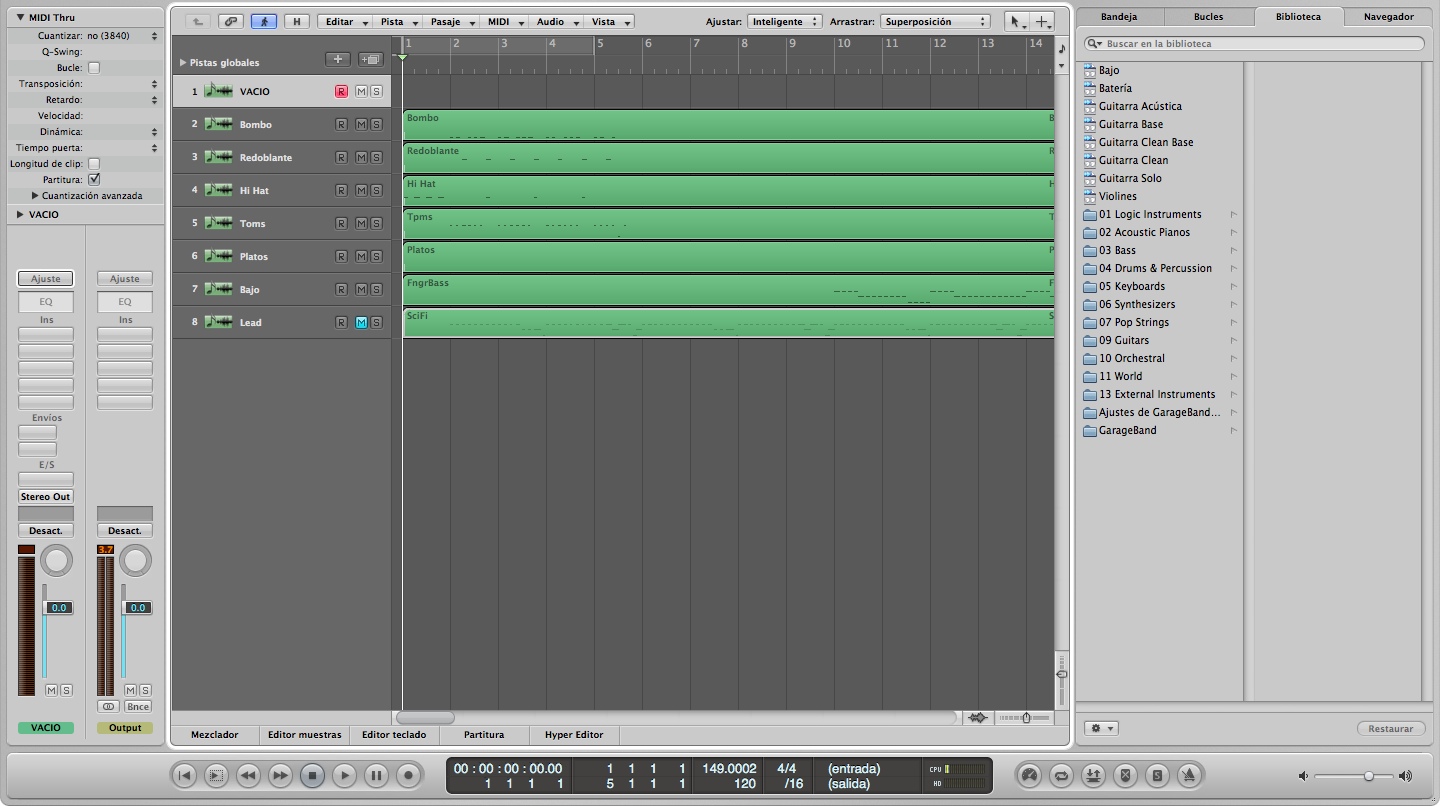 MIDI Thru
Cuantizar: no (3840)
Q-Swing:
Bucle:
Transposición:
Retardo:
Velocidad:
Dinámica:
Tiempo puerta:
Longitud de clip:
Partitura:
Cuantización avanzada
VACIO
Ajuste Ajuste
EQ EQ
Ins Ins
Envíos
E/S
Stereo Out
Desact. Desact.
3.7
0.0 0.0
M S M S
Bnce
VACIO Output
H Editar Pista Pasaje MIDI Audio Vista Ajustar: Inteligente Arrastrar: Superposición
1 2 3 4 5 6 7 8 9 10 11 12 13 14
Pistas globales
1 VACIO R M S
2 Bombo R M S Bombo B
3 Redoblante R M S Redoblante R
4 Hi Hat R M S Hi Hat H
5 Toms R M S Tpms T
6 Platos R M S Platos P
7 Bajo R M S FngrBass F
8 Lead R M S SciFi S
Mezclador Editor muestras Editor teclado Partitura Hyper Editor
Bandeja Bucles Biblioteca Navegador
Buscar en la biblioteca
Bajo
Batería
Guitarra Acústica
Guitarra Base
Guitarra Clean Base
Guitarra Clean
Guitarra Solo
Violines
01 Logic Instruments
02 Acoustic Pianos
03 Bass
04 Drums & Percussion
05 Keyboards
06 Synthesizers
07 Pop Strings
09 Guitars
10 Orchestral
11 World
13 External Instruments
Ajustes de GarageBand...
GarageBand
Restaurar
00 : 00 : 00 : 00.00 1 1 1 1 149.0002 4/4 (entrada) CPU
1 1 1 1 5 1 1 1 120 /16 (salida) HD
S